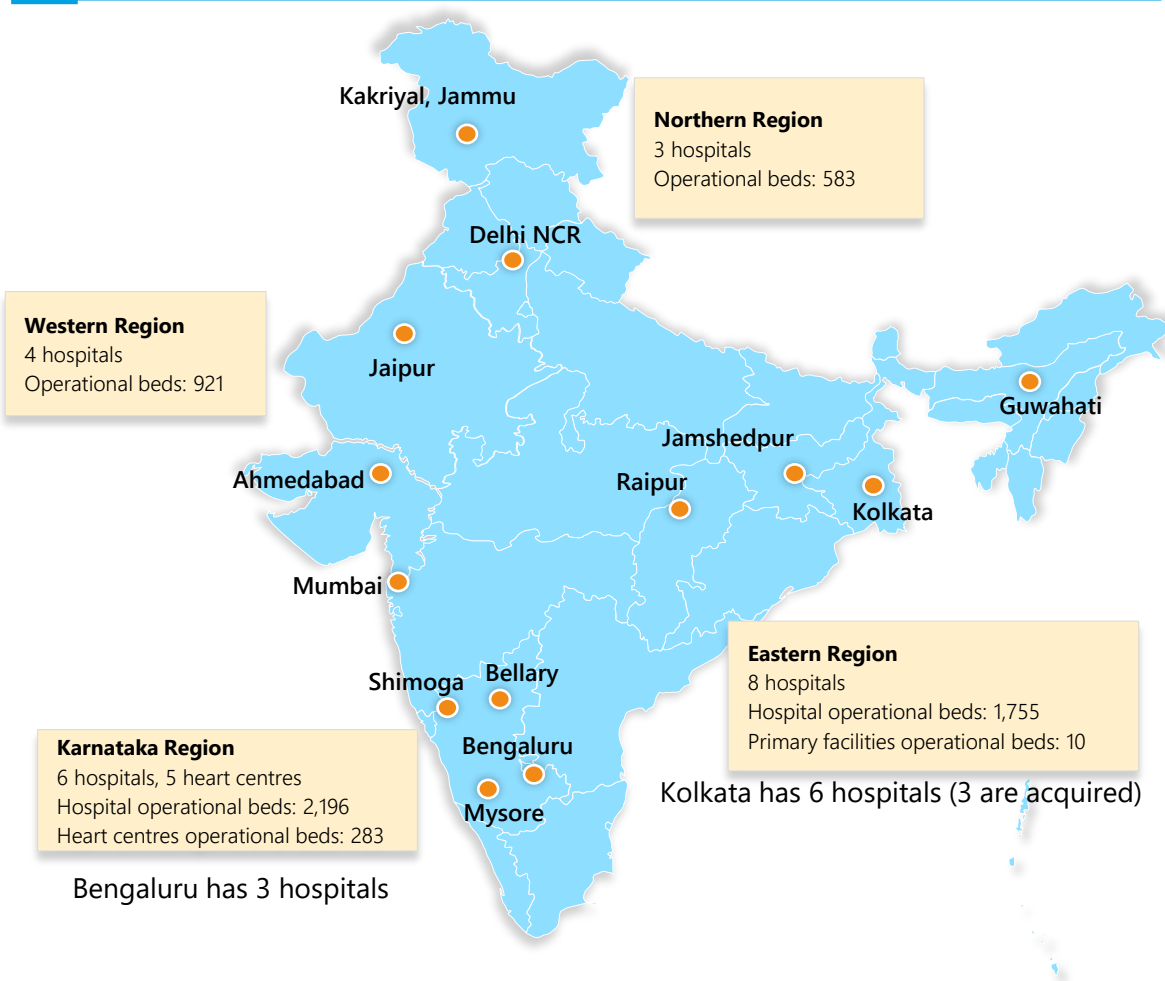 Kakriyal, Jammu
Northern Region
3 hospitals
Operational beds: 583
Delhi NCR
Western Region
4 hospitals
Operational beds: 921
Jaipur
Guwahati
Jamshedpur
Ahmedabad
Raipur
Kolkata
Mumbai
Eastern Region
8 hospitals
Hospital operational beds: 1,755
Primary facilities operational beds: 10
Shimoga
Bellary
Karnataka Region
6 hospitals, 5 heart centres
Hospital operational beds: 2,196
Heart centres operational beds: 283
Bengaluru
Mysore
Kolkata has 6 hospitals (3 are acquired)
Bengaluru has 3 hospitals